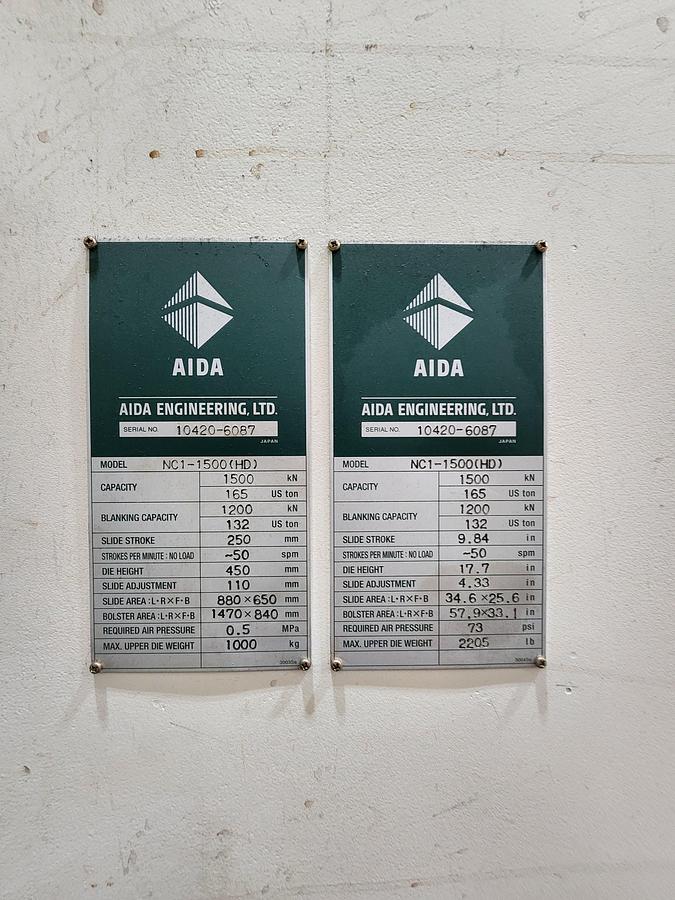 AIDA
AIDA ENGINEERING, LTD.
SERIAL NO. 10420-6087
JAPAN
MODEL NC1-1500(HD)
CAPACITY 1500 kN
165 US ton
BLANKING CAPACITY 1200 kN
132 US ton
SLIDE STROKE 250 mm
STROKES PER MINUTE : NO LOAD ~50 spm
DIE HEIGHT 450 mm
SLIDE ADJUSTMENT 110 mm
SLIDE AREA : L・R×F・B 880×650 mm
BOLSTER AREA : L・R×F・B 1470×840 mm
REQUIRED AIR PRESSURE 0.5 MPa
MAX. UPPER DIE WEIGHT 1000 kg
AIDA
AIDA ENGINEERING, LTD.
SERIAL NO. 10420-6087
JAPAN
MODEL NC1-1500(HD)
CAPACITY 1500 kN
165 US ton
BLANKING CAPACITY 1200 kN
132 US ton
SLIDE STROKE 9.84 in
STROKES PER MINUTE : NO LOAD ~50 spm
DIE HEIGHT 17.7 in
SLIDE ADJUSTMENT 4.33 in
SLIDE AREA : L・R×F・B 34.6×25.6 in
BOLSTER AREA : L・R×F・B 57.9×33.1 in
REQUIRED AIR PRESSURE 73 psi
MAX. UPPER DIE WEIGHT 2205 lb